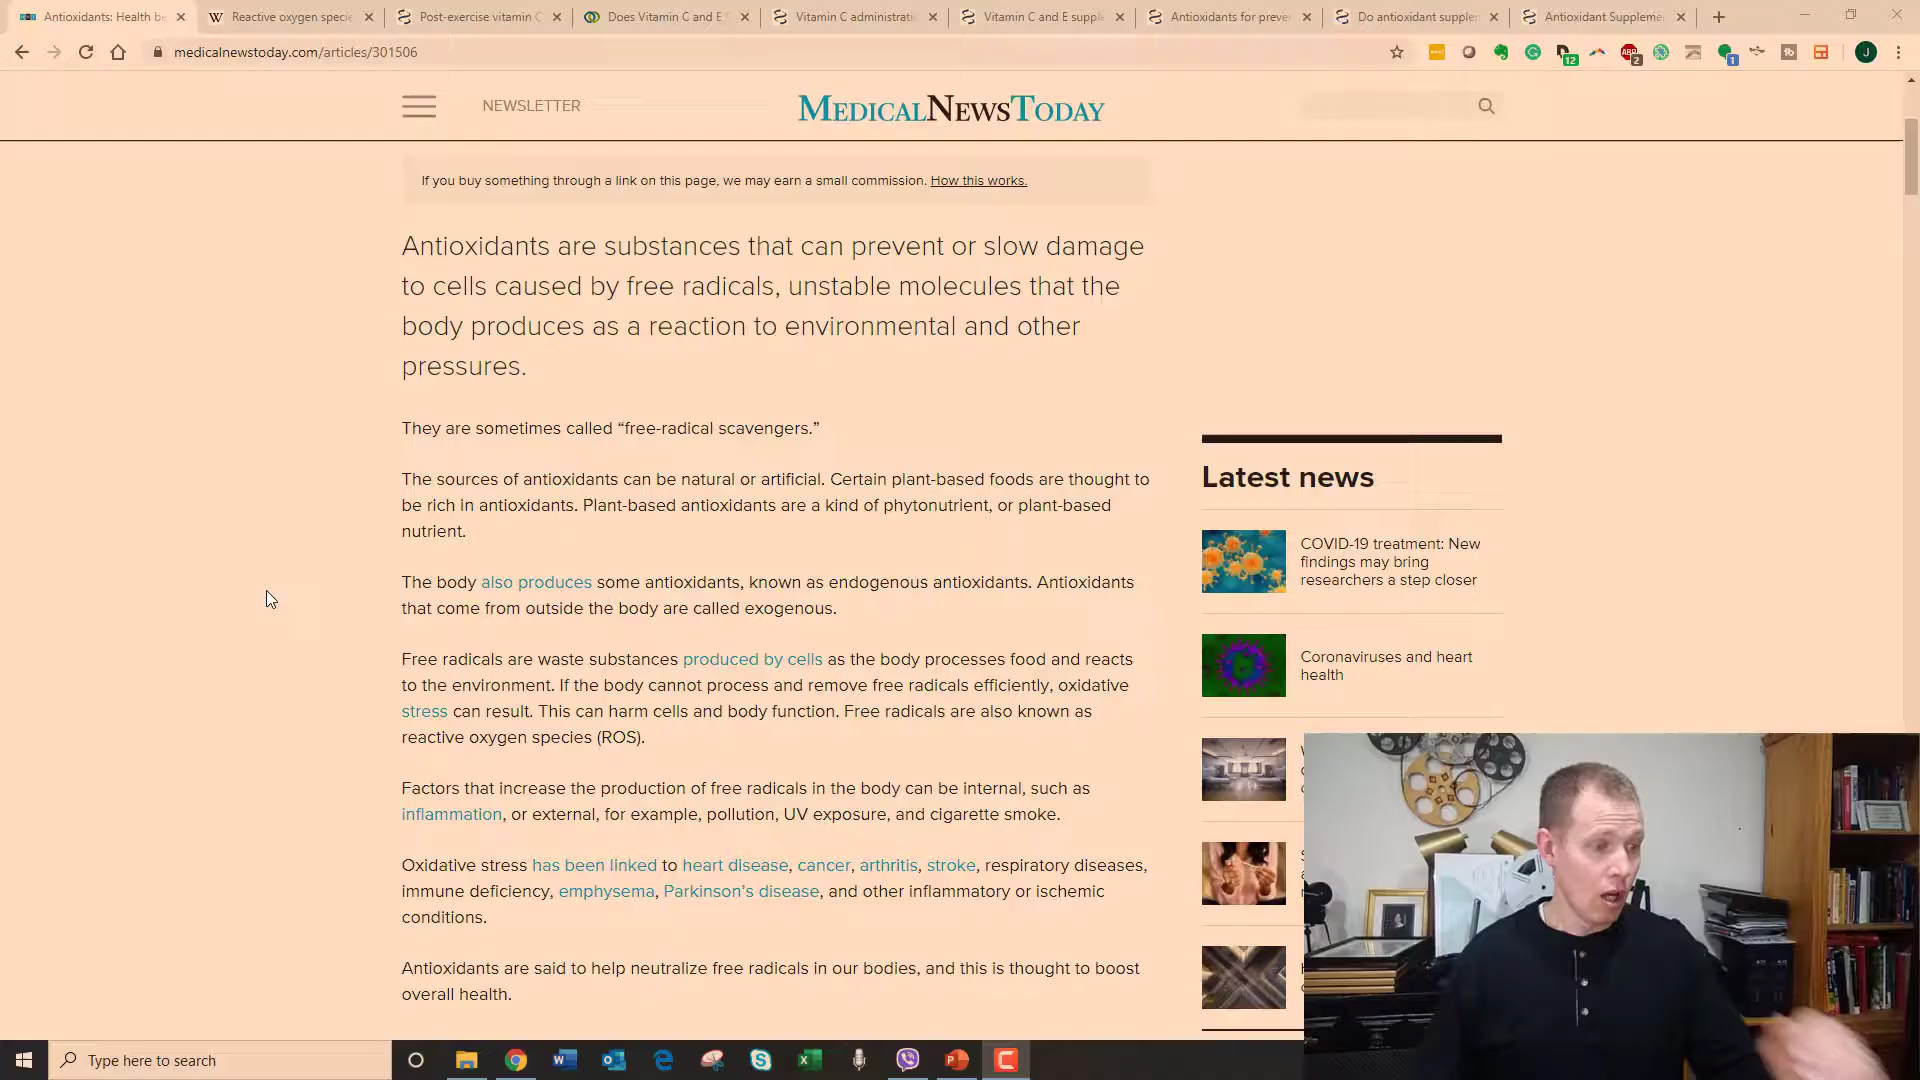 Antioxidants: Health be
Reactive oxygen specie
Post-exercise vitamin C
Does Vitamin C and E S
Vitamin C administrati
Vitamin C and E supple
Antioxidants for preve
Do antioxidant supple
Antioxidant Suppleme
medicalnewstoday.com/articles/301506
12
2
1
J
NEWSLETTER
MEDICALNEWSTODAY
If you buy something through a link on this page, we may earn a small commission. How this works.
Antioxidants are substances that can prevent or slow damage
to cells caused by free radicals, unstable molecules that the
body produces as a reaction to environmental and other
pressures.
They are sometimes called “free-radical scavengers.”
The sources of antioxidants can be natural or artificial. Certain plant-based foods are thought to
be rich in antioxidants. Plant-based antioxidants are a kind of phytonutrient, or plant-based
nutrient.
The body also produces some antioxidants, known as endogenous antioxidants. Antioxidants
that come from outside the body are called exogenous.
Free radicals are waste substances produced by cells as the body processes food and reacts
to the environment. If the body cannot process and remove free radicals efficiently, oxidative
stress can result. This can harm cells and body function. Free radicals are also known as
reactive oxygen species (ROS).
Factors that increase the production of free radicals in the body can be internal, such as
inflammation, or external, for example, pollution, UV exposure, and cigarette smoke.
Oxidative stress has been linked to heart disease, cancer, arthritis, stroke, respiratory diseases,
immune deficiency, emphysema, Parkinson’s disease, and other inflammatory or ischemic
conditions.
Antioxidants are said to help neutralize free radicals in our bodies, and this is thought to boost
overall health.
Latest news
COVID-19 treatment: New
findings may bring
researchers a step closer
Coronaviruses and heart
health
Type here to search